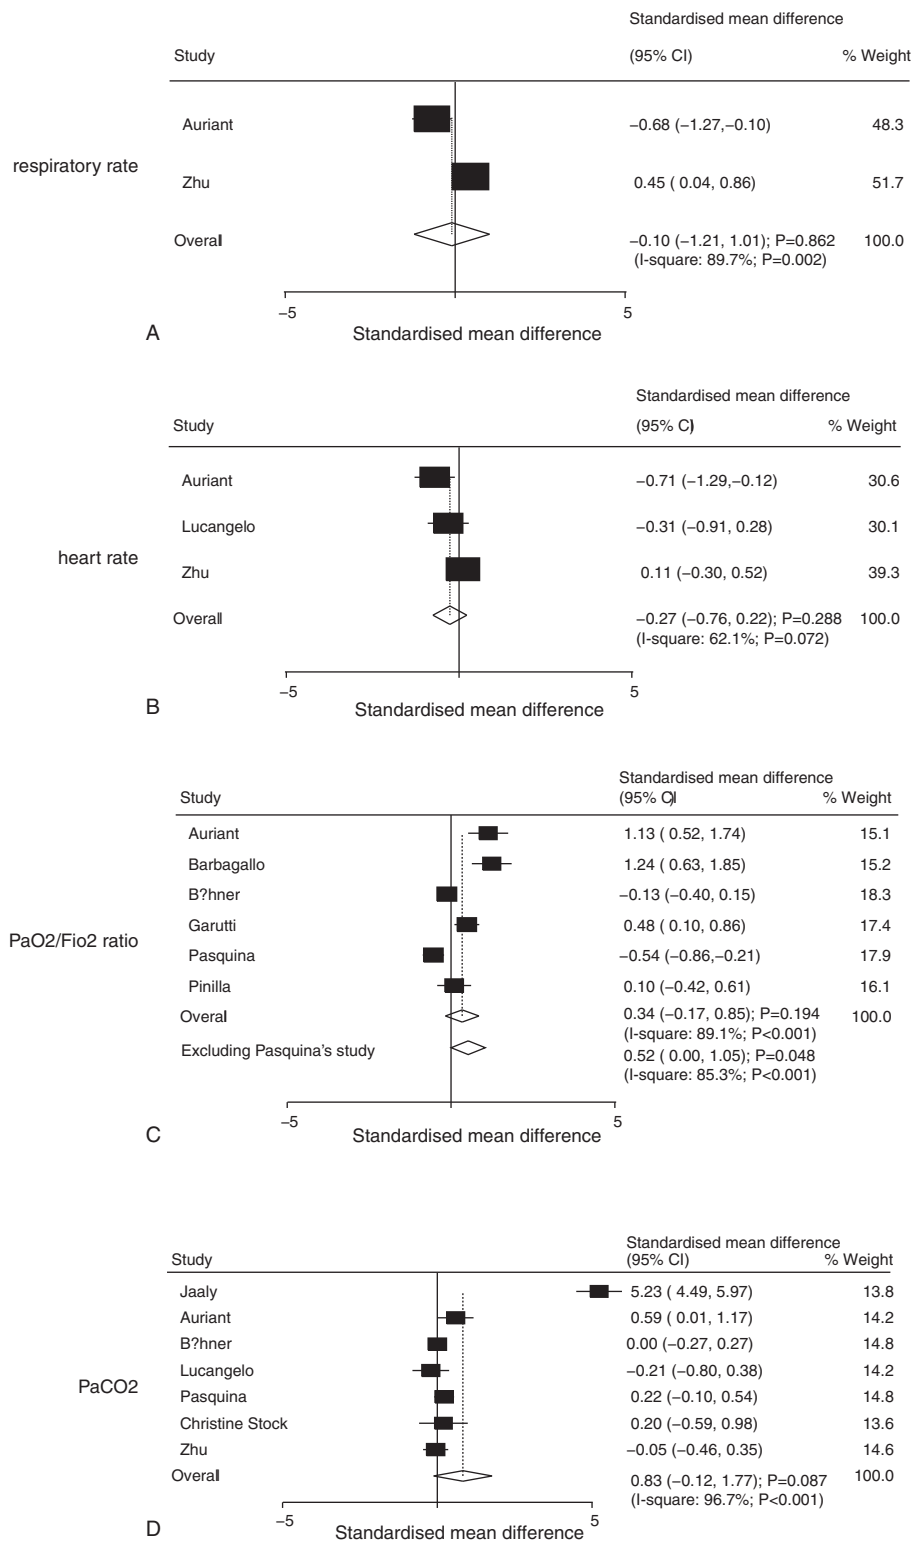 Standardised mean difference
Study (95% CI) % Weight
Auriant −0.68 (−1.27,−0.10) 48.3
respiratory rate
Zhu 0.45 ( 0.04, 0.86) 51.7
Overall −0.10 (−1.21, 1.01); P=0.862 100.0
(I-square: 89.7%; P=0.002)
−5 5
A Standardised mean difference
Standardised mean difference
Study (95% CI) % Weight
Auriant −0.71 (−1.29,−0.12) 30.6
Lucangelo −0.31 (−0.91, 0.28) 30.1
heart rate
Zhu 0.11 (−0.30, 0.52) 39.3
Overall −0.27 (−0.76, 0.22); P=0.288 100.0
(I-square: 62.1%; P=0.072)
−5 5
B Standardised mean difference
Standardised mean difference
Study (95% CI) % Weight
Auriant 1.13 ( 0.52, 1.74) 15.1
Barbagallo 1.24 ( 0.63, 1.85) 15.2
B?hner −0.13 (−0.40, 0.15) 18.3
Garutti 0.48 ( 0.10, 0.86) 17.4
PaO2/Fio2 ratio
Pasquina −0.54 (−0.86,−0.21) 17.9
Pinilla 0.10 (−0.42, 0.61) 16.1
Overal 0.34 (−0.17, 0.85); P=0.194 100.0
(I-square: 89.1%; P<0.001)
Excluding Pasquina's study 0.52 ( 0.00, 1.05); P=0.048
(I-square: 85.3%; P<0.001)
−5 5
C Standardised mean difference
Standardised mean difference
Study (95% CI) % Weight
Jaaly 5.23 ( 4.49, 5.97) 13.8
Auriant 0.59 ( 0.01, 1.17) 14.2
B?hner 0.00 (−0.27, 0.27) 14.8
Lucangelo −0.21 (−0.80, 0.38) 14.2
PaCO2
Pasquina 0.22 (−0.10, 0.54) 14.8
Christine Stock 0.20 (−0.59, 0.98) 13.6
Zhu −0.05 (−0.46, 0.35) 14.6
Overall 0.83 (−0.12, 1.77); P=0.087 100.0
(I-square: 96.7%; P<0.001)
−5 5
D Standardised mean difference